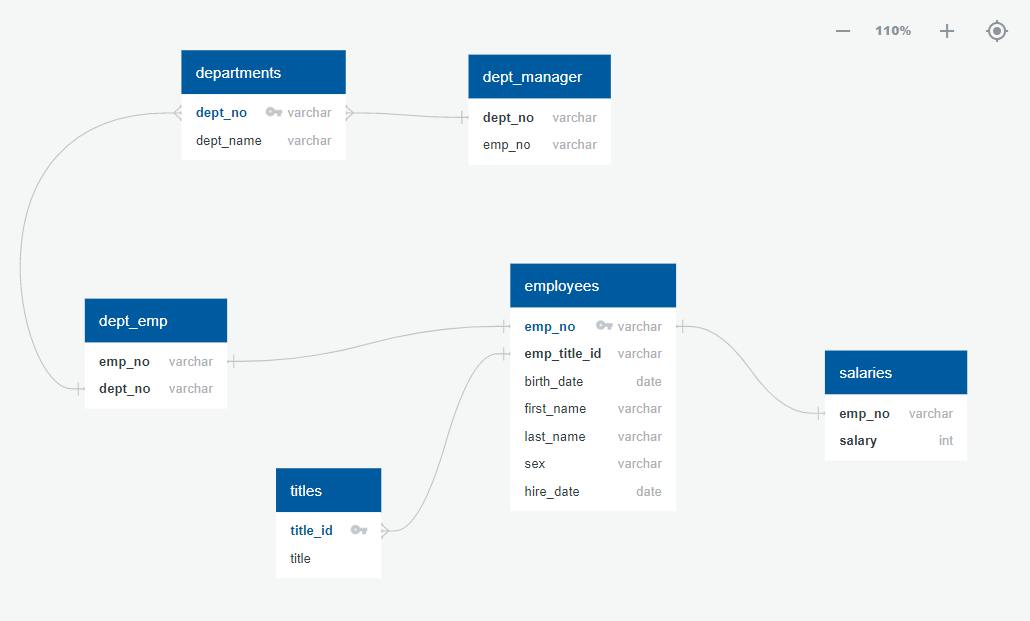 110%
departments
dept_no varchar
dept_name varchar
dept_manager
dept_no varchar
emp_no varchar
dept_emp
emp_no varchar
dept_no varchar
employees
emp_no varchar
emp_title_id varchar
birth_date date
first_name varchar
last_name varchar
sex varchar
hire_date date
salaries
emp_no varchar
salary int
titles
title_id
title